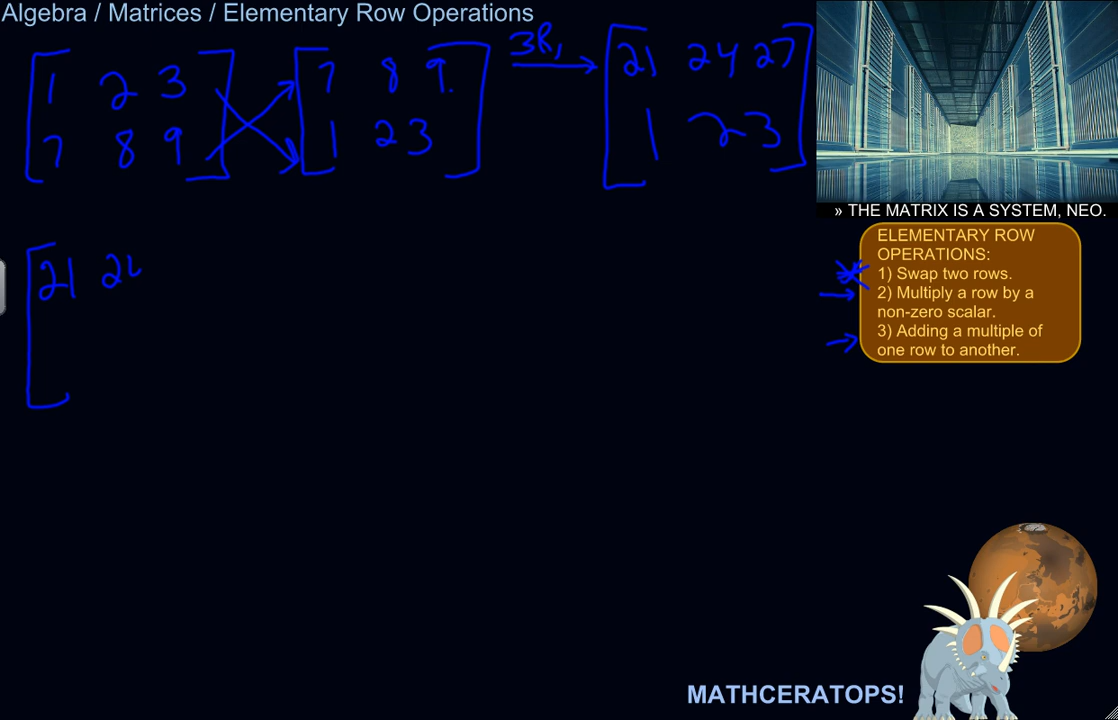 Algebra / Matrices / Elementary Row Operations
1 2 3 7 8 9. 3R₁ 21 24 27
7 8 9 1 2 3 1 2 3
» THE MATRIX IS A SYSTEM, NEO.
ELEMENTARY ROW
OPERATIONS:
1) Swap two rows.
2) Multiply a row by a
non-zero scalar.
3) Adding a multiple of
one row to another.
21
MATHCERATOPS!